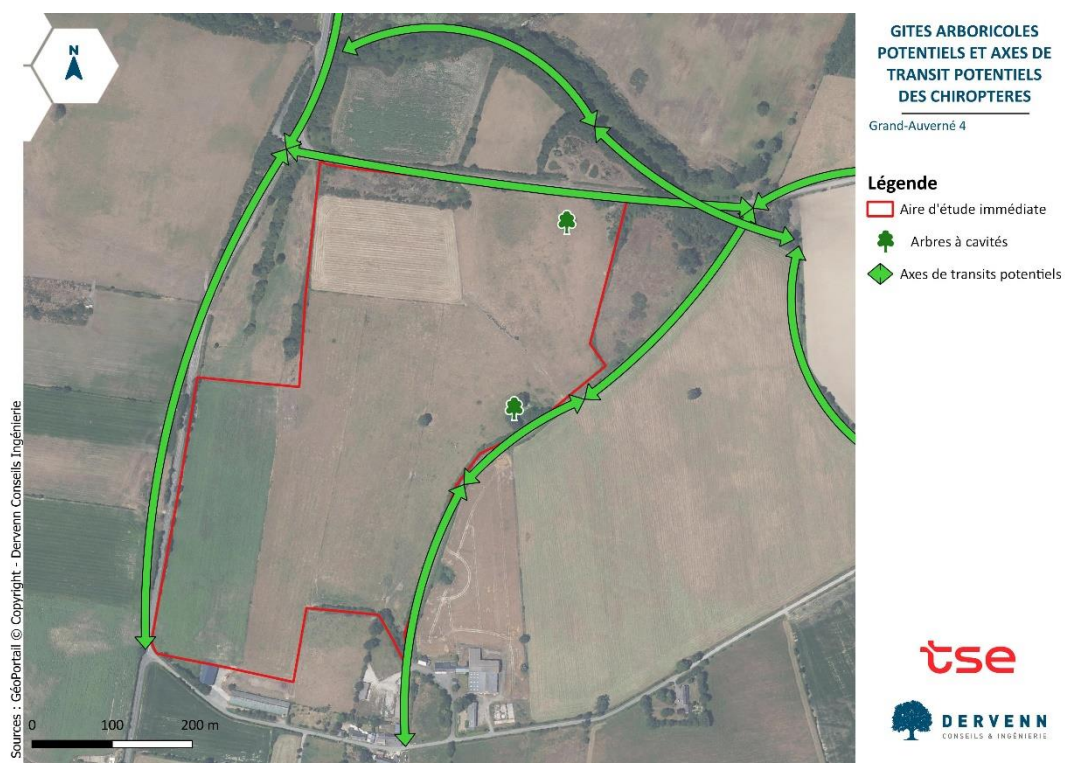 N
GITES ARBORICOLES
POTENTIELS ET AXES DE
TRANSIT POTENTIELS
DES CHIROPTERES
Grand-Auverné 4
Légende
Aire d'étude immédiate
Arbres à cavités
Axes de transits potentiels
tse
DERVENN
CONSEILS & INGÉNIERIE
0 100 200 m
Sources : GéoPortail © Copyright - Dervenn Conseils Ingénierie